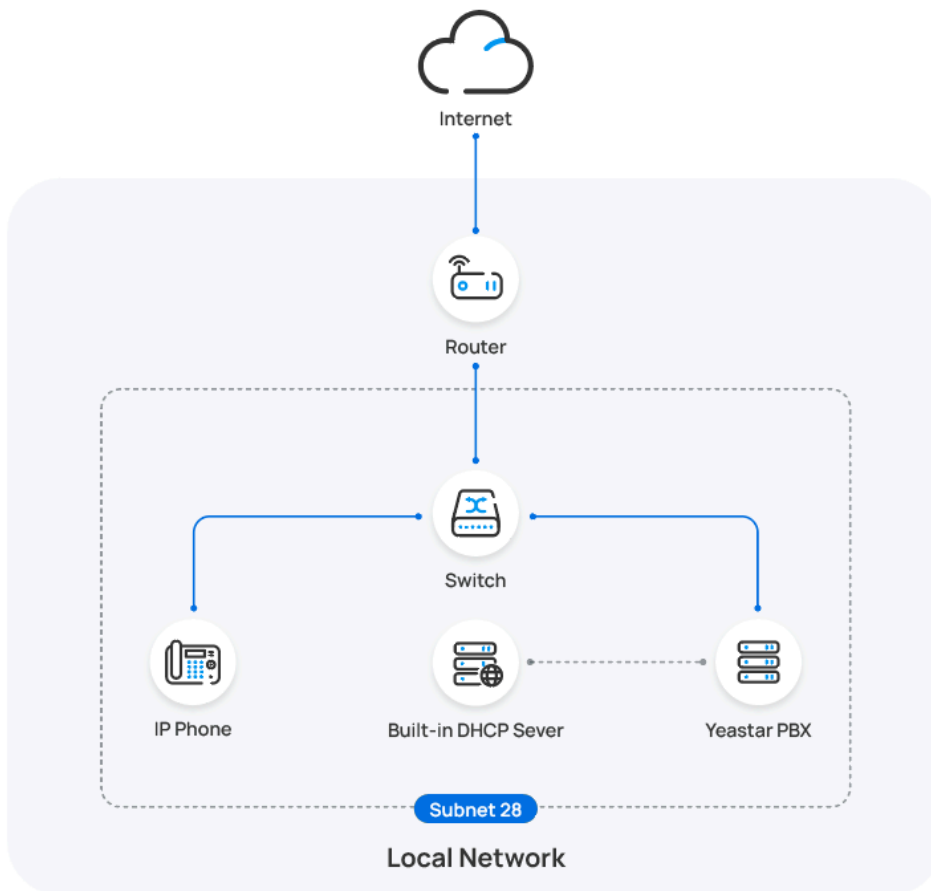 Internet
Router
Switch
IP Phone
Built-in DHCP Sever
Yeastar PBX
Subnet 28
Local Network